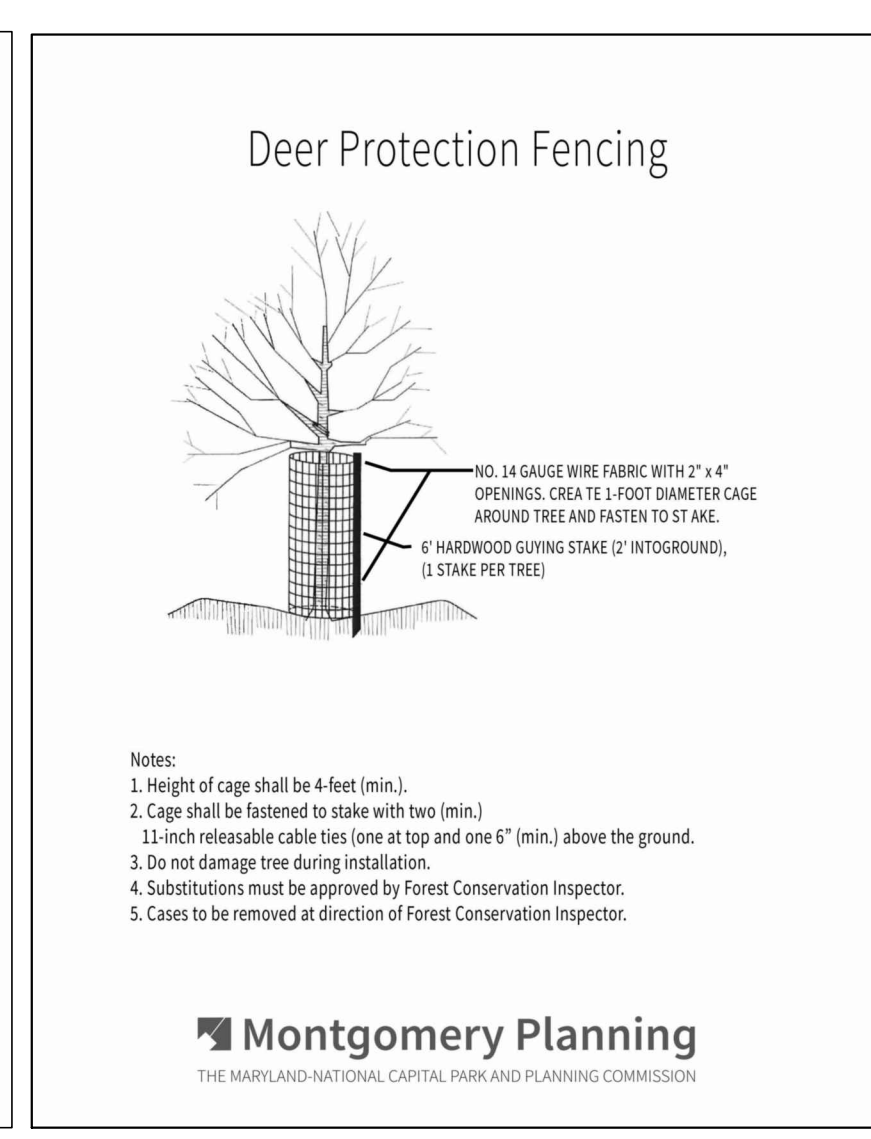 Deer Protection Fencing
NO. 14 GAUGE WIRE FABRIC WITH 2" x 4"
OPENINGS. CREA TE 1-FOOT DIAMETER CAGE
AROUND TREE AND FASTEN TO ST AKE.
6' HARDWOOD GUYING STAKE (2' INTOGROUND),
(1 STAKE PER TREE)
Notes:
1. Height of cage shall be 4-feet (min.).
2. Cage shall be fastened to stake with two (min.)
11-inch releasable cable ties (one at top and one 6” (min.) above the ground.
3. Do not damage tree during installation.
4. Substitutions must be approved by Forest Conservation Inspector.
5. Cases to be removed at direction of Forest Conservation Inspector.
Montgomery Planning
THE MARYLAND-NATIONAL CAPITAL PARK AND PLANNING COMMISSION